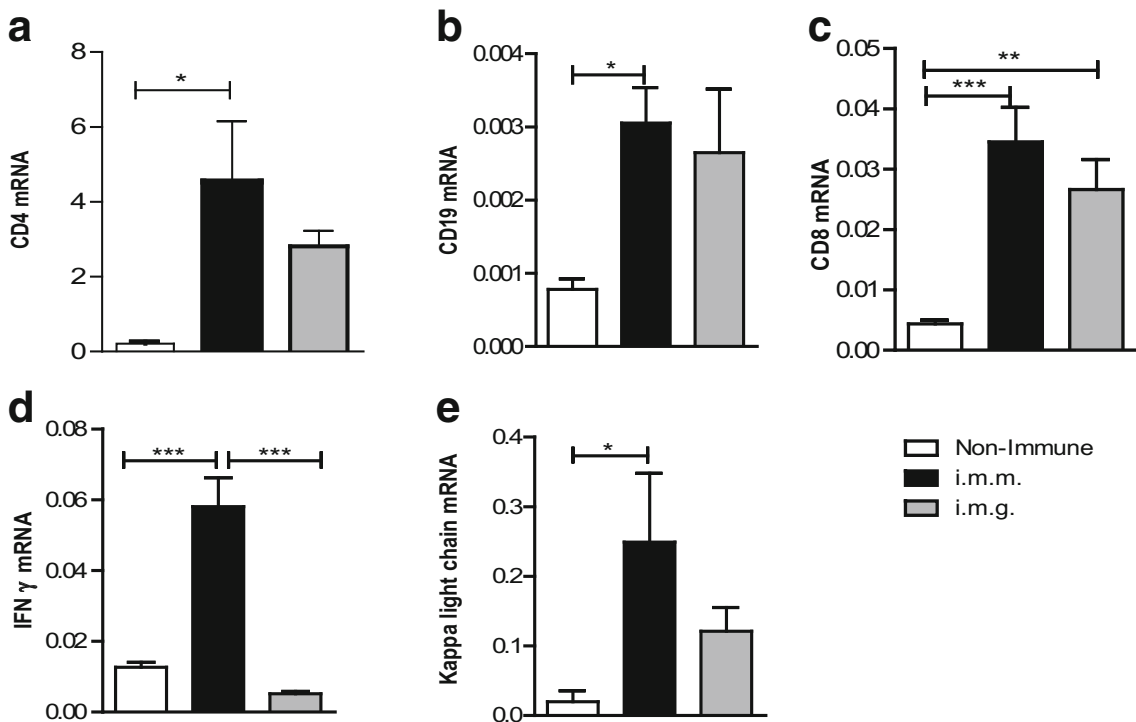 a
CD4 mRNA
8
6
4
2
0
*
b
CD19 mRNA
0.004
0.003
0.002
0.001
0.000
*
c
CD8 mRNA
0.05
0.04
0.03
0.02
0.01
0.00
**
***
d
IFN γ mRNA
0.08
0.06
0.04
0.02
0.00
***
***
e
Kappa light chain mRNA
0.4
0.3
0.2
0.1
0.0
*
Non-Immune
i.m.m.
i.m.g.